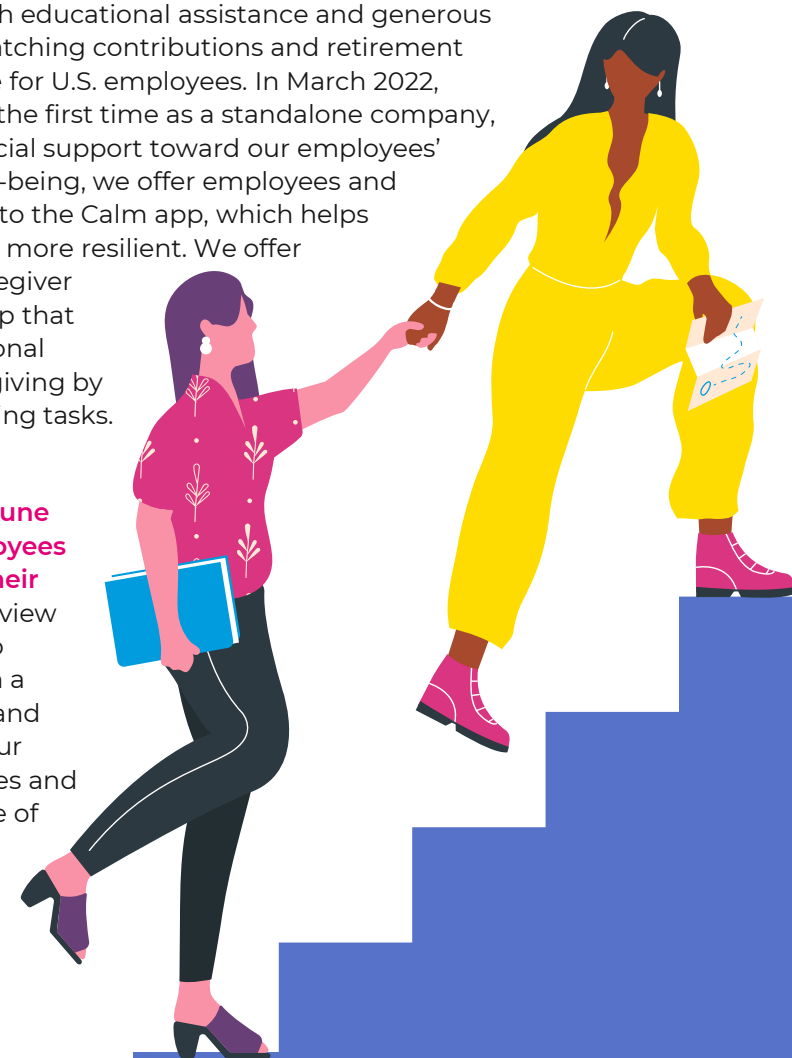 h educational assistance and generous
tching contributions and retirement
for U.S. employees. In March 2022,
the first time as a standalone company,
cial support toward our employees’
-being, we offer employees and
to the Calm app, which helps
more resilient. We offer
egiver
p that
onal
giving by
ing tasks.
une
oyees
heir
view
a
and
ur
es and
e of